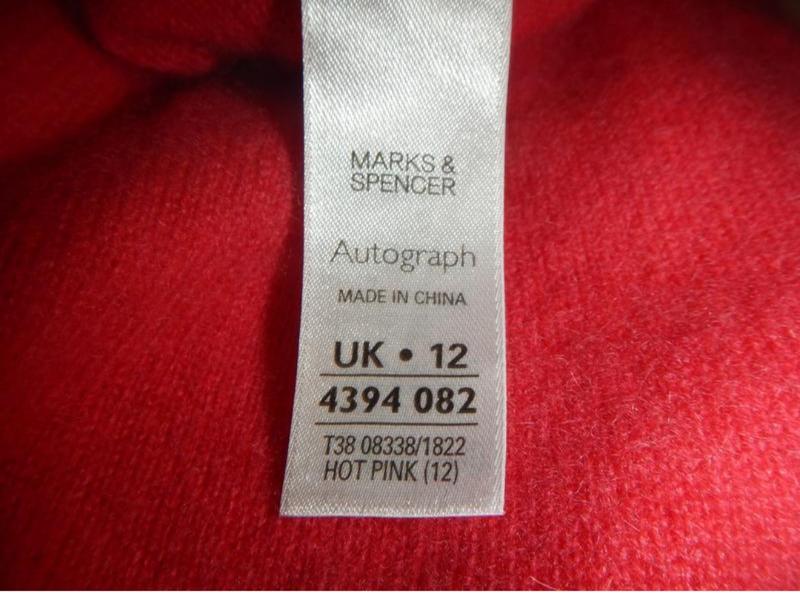 MARKS &
SPENCER
Autograph
MADE IN CHINA
UK • 12
4394 082
T38 08338/1822
HOT PINK (12)